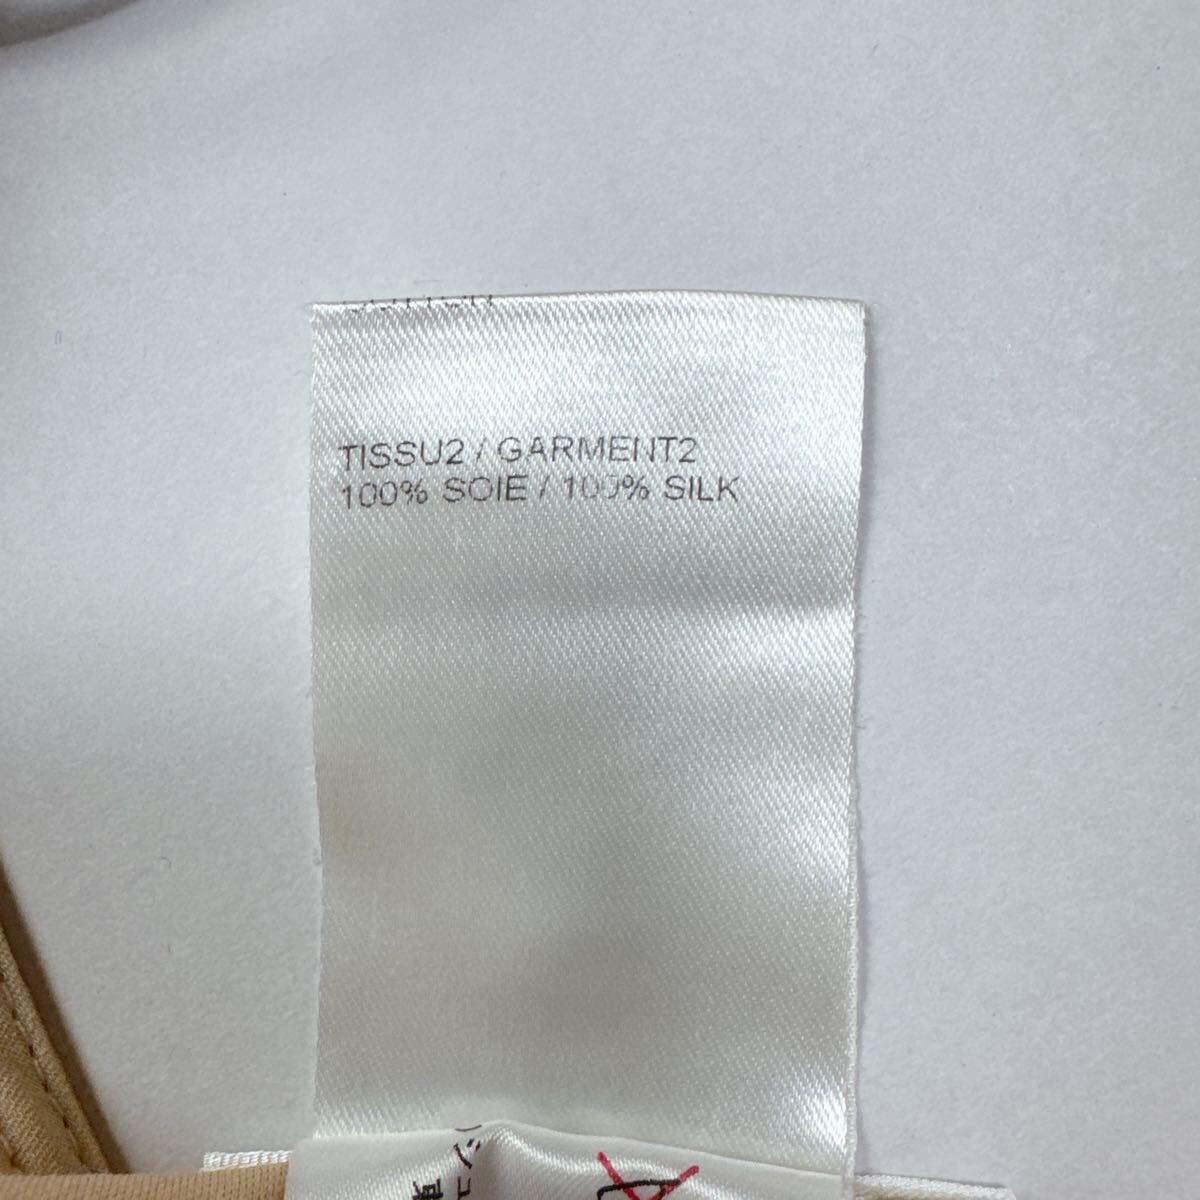 TISSU2 / GARMENT2
100% SOIE / 100% SILK